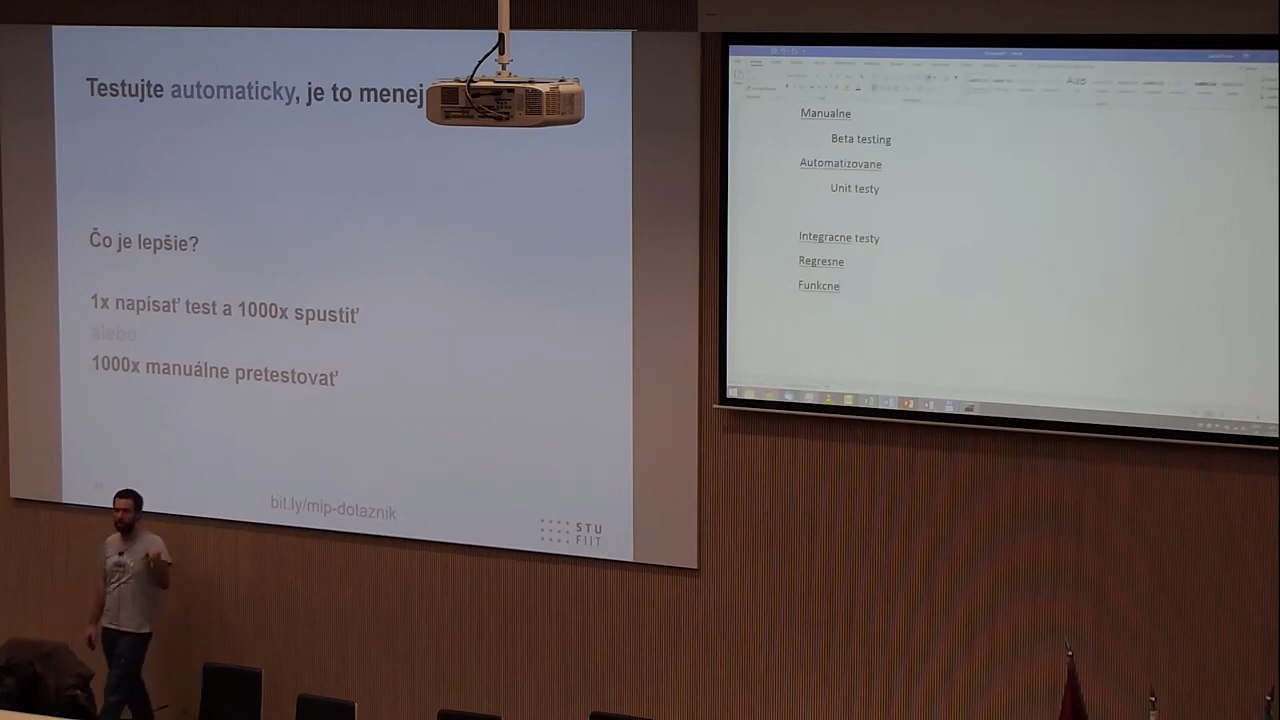 Testujte automaticky, je to menej
Čo je lepšie?
1x napísať test a 1000x spustiť
alebo
1000x manuálne pretestovať
bit.ly/mip-dolaznik
STU
FIIT
Manualne
Beta testing
Automatizovane
Unit testy
Integracne testy
Regresne
Funkcne